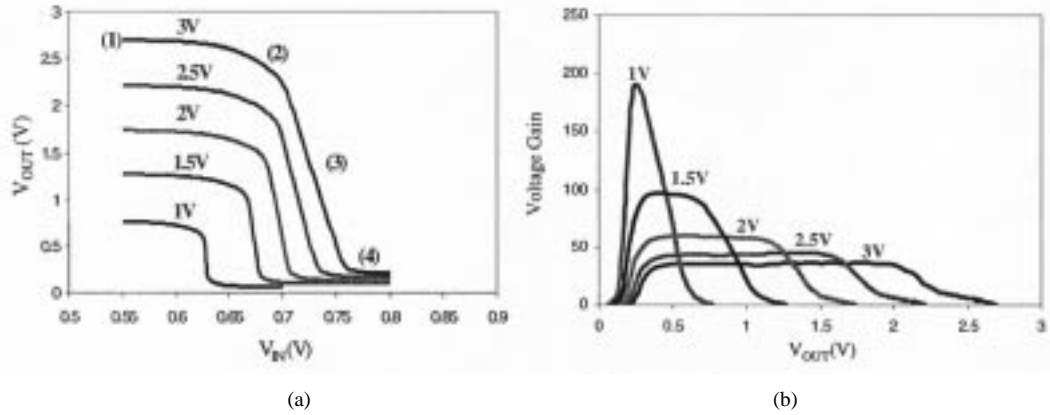 3
2.5
2
1.5
1
0.5
0
0.5
0.55
0.6
0.65
0.7
0.75
0.8
0.85
0.9
V_OUT (V)
V_IN(V)
(1)
3V
(2)
2.5V
2V
(3)
1.5V
1V
(4)
(a)
250
200
150
100
50
0
0
0.5
1
1.5
2
2.5
3
Voltage Gain
V_OUT(V)
1V
1.5V
2V
2.5V
3V
(b)